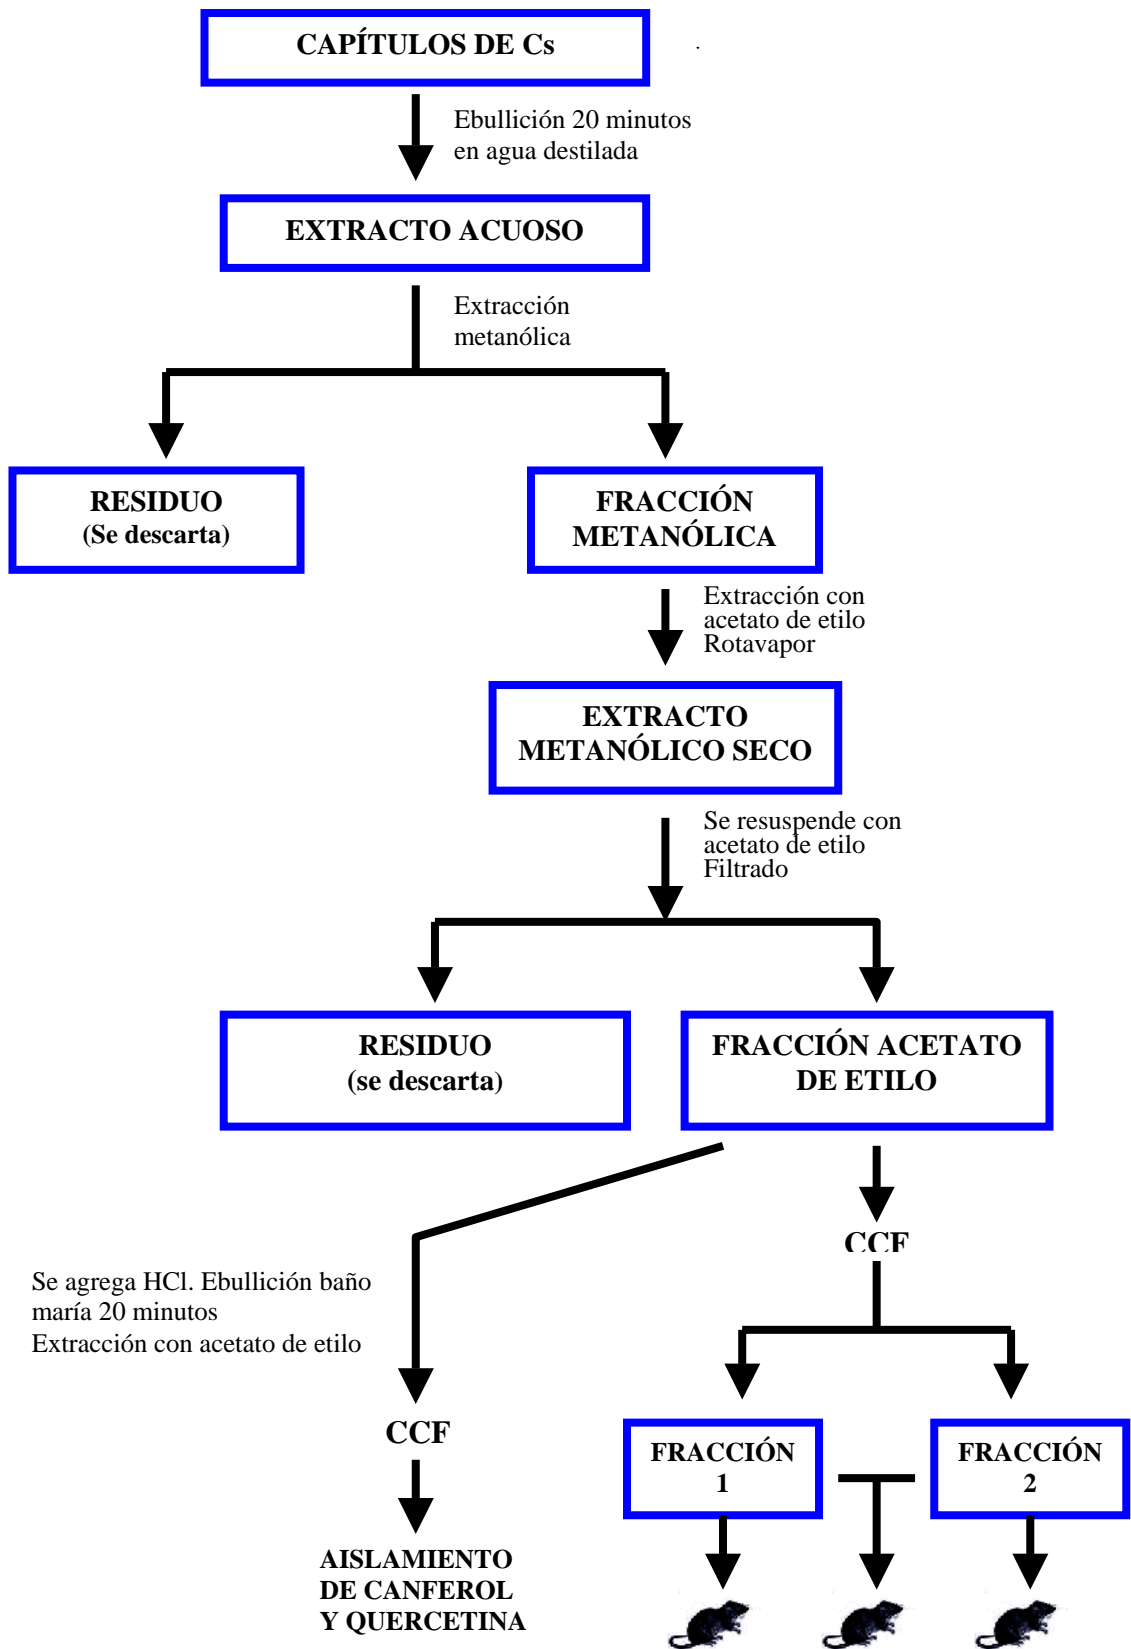 CAPÍTULOS DE Cs
Ebullición 20 minutos
en agua destilada
EXTRACTO ACUOSO
Extracción
metanólica
RESIDUO
(Se descarta)
FRACCIÓN
METANÓLICA
Extracción con
acetato de etilo
Rotavapor
EXTRACTO
METANÓLICO SECO
Se resuspende con
acetato de etilo
Filtrado
RESIDUO
(se descarta)
FRACCIÓN ACETATO
DE ETILO
CCF
Se agrega HCl. Ebullición baño
maría 20 minutos
Extracción con acetato de etilo
CCF
FRACCIÓN
1
FRACCIÓN
2
AISLAMIENTO
DE CANFEROL
Y QUERCETINA